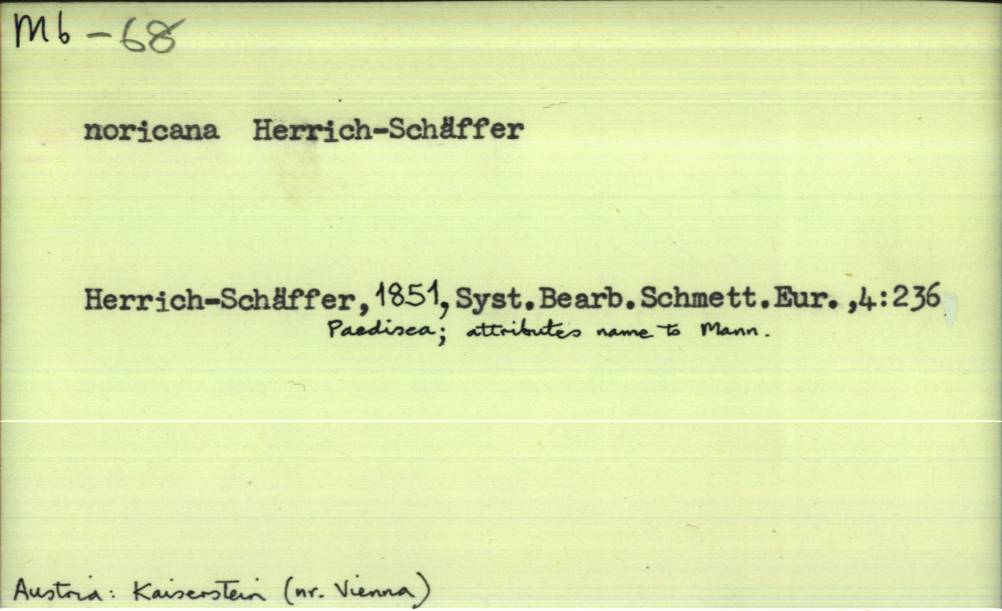 Mb - 68
noricana Herrich-Schäffer
Herrich-Schäffer, 1851, Syst.Bearb.Schmett.Eur.,4:236
Paedisca; attributes name to Mann.
Austria: Kaiserstein (nr. Vienna)